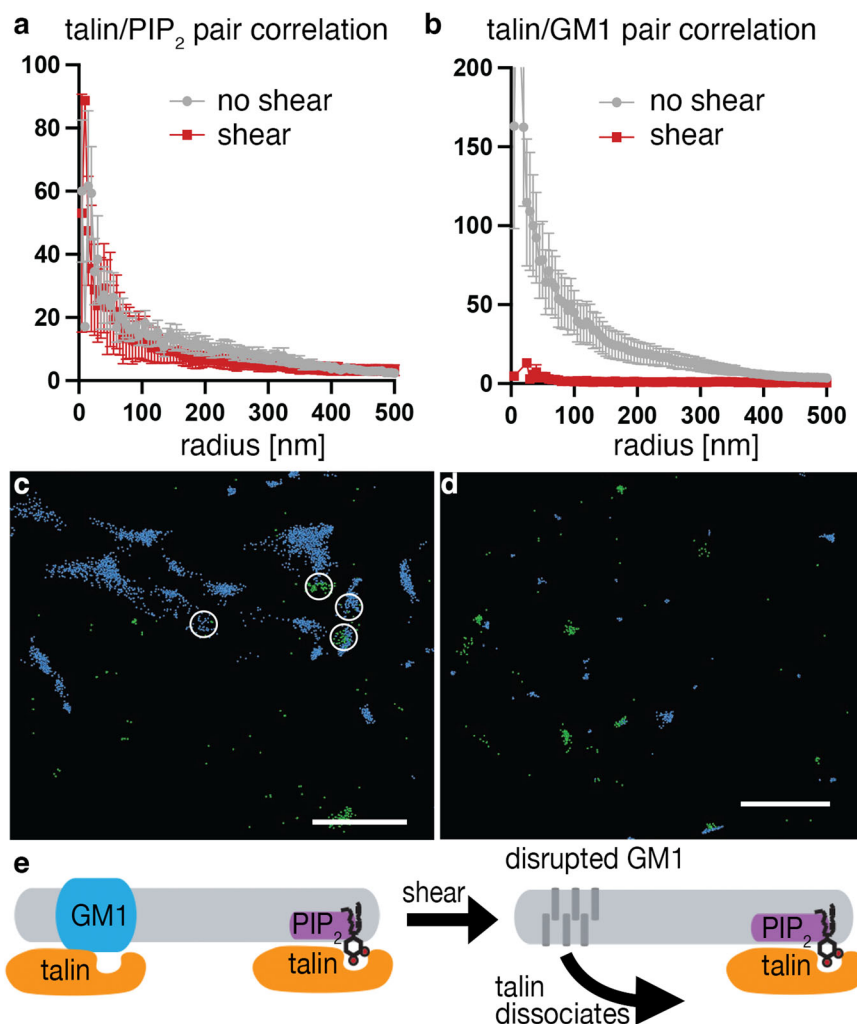 a talin/PIP2 pair correlation
100
80
60
40
20
0
no shear
shear
0 100 200 300 400 500
radius [nm]
b talin/GM1 pair correlation
200
150
100
50
0
no shear
shear
0 100 200 300 400 500
radius [nm]
c
d
e
GM1
talin
PIP2
talin
shear
disrupted GM1
talin
dissociates
PIP2
talin